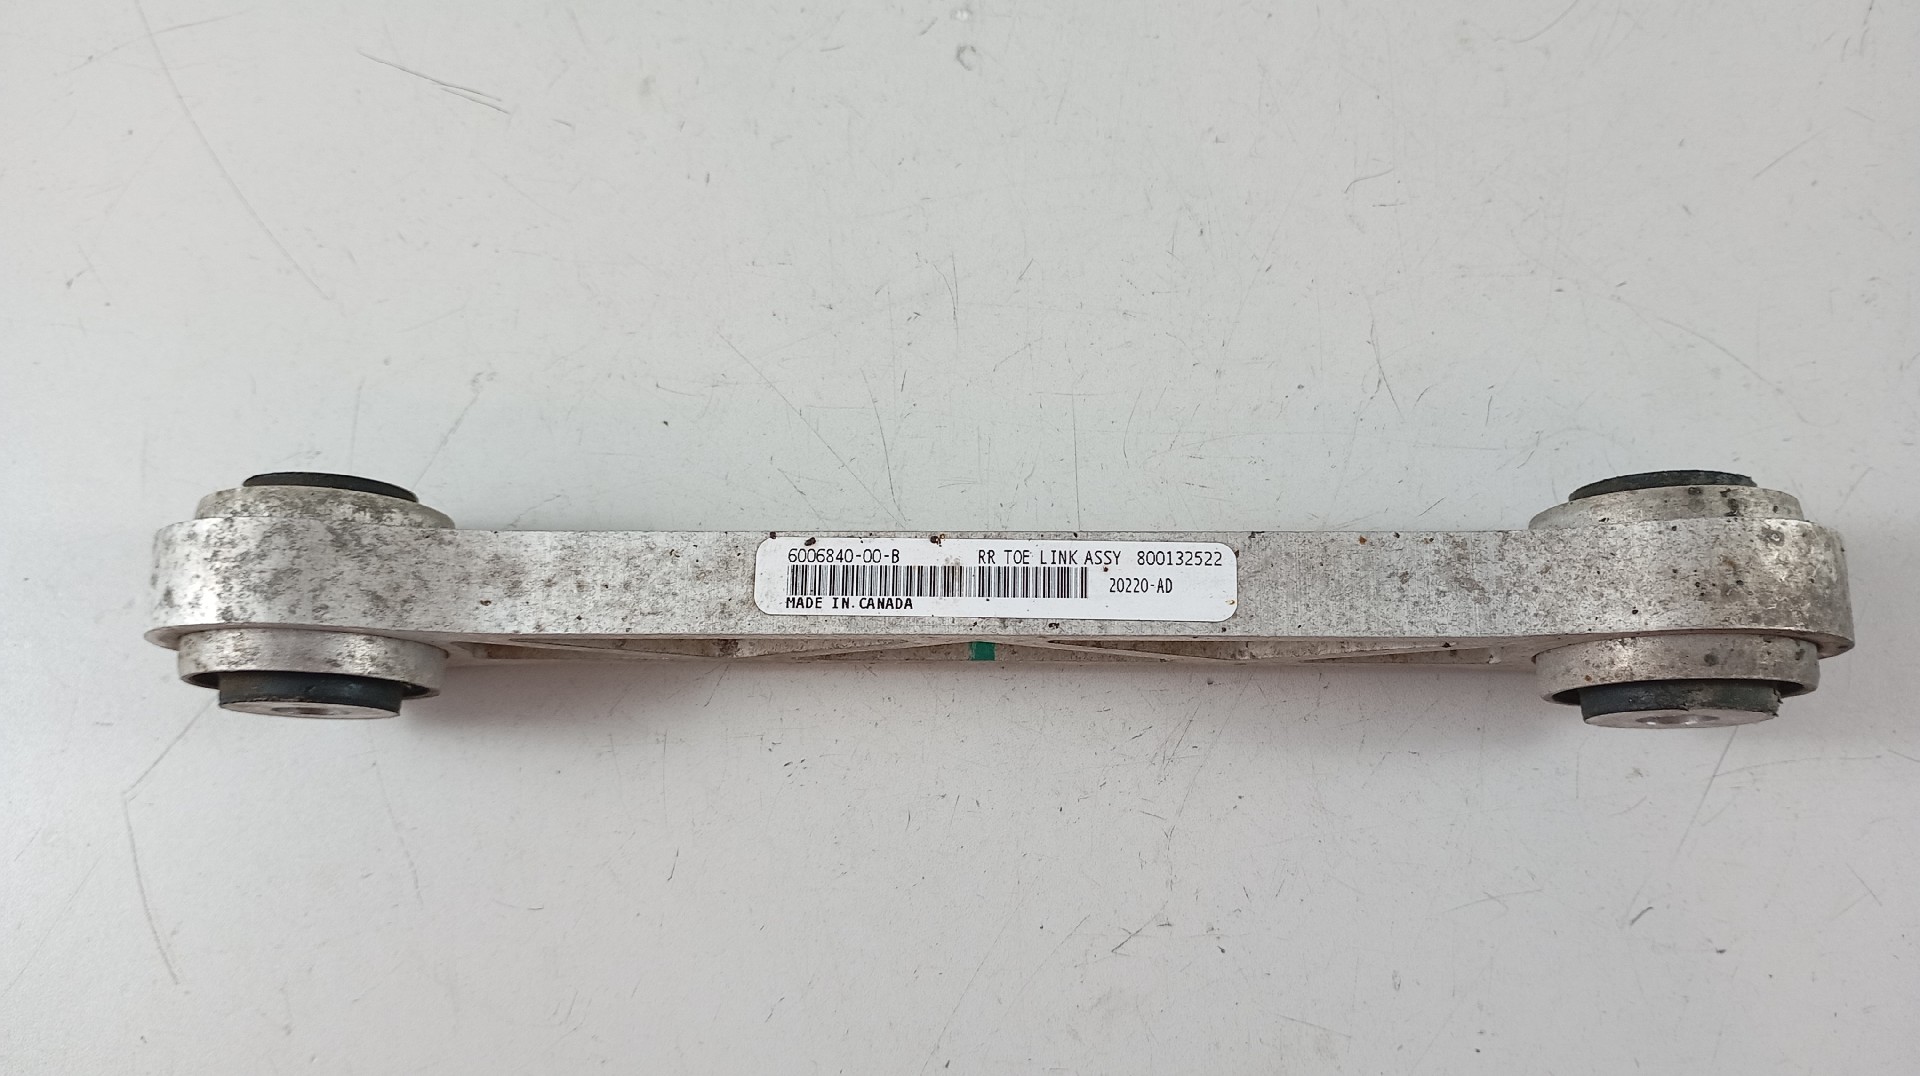 6006840-00-B RR TOE LINK ASSY 800132522
20220-AD
MADE IN CANADA